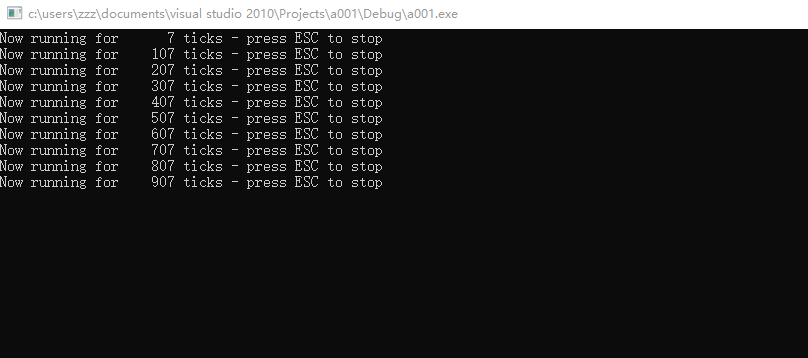 c:\users\zzz\documents\visual studio 2010\Projects\a001\Debug\a001.exe
Now running for      7 ticks - press ESC to stop
Now running for    107 ticks - press ESC to stop
Now running for    207 ticks - press ESC to stop
Now running for    307 ticks - press ESC to stop
Now running for    407 ticks - press ESC to stop
Now running for    507 ticks - press ESC to stop
Now running for    607 ticks - press ESC to stop
Now running for    707 ticks - press ESC to stop
Now running for    807 ticks - press ESC to stop
Now running for    907 ticks - press ESC to stop